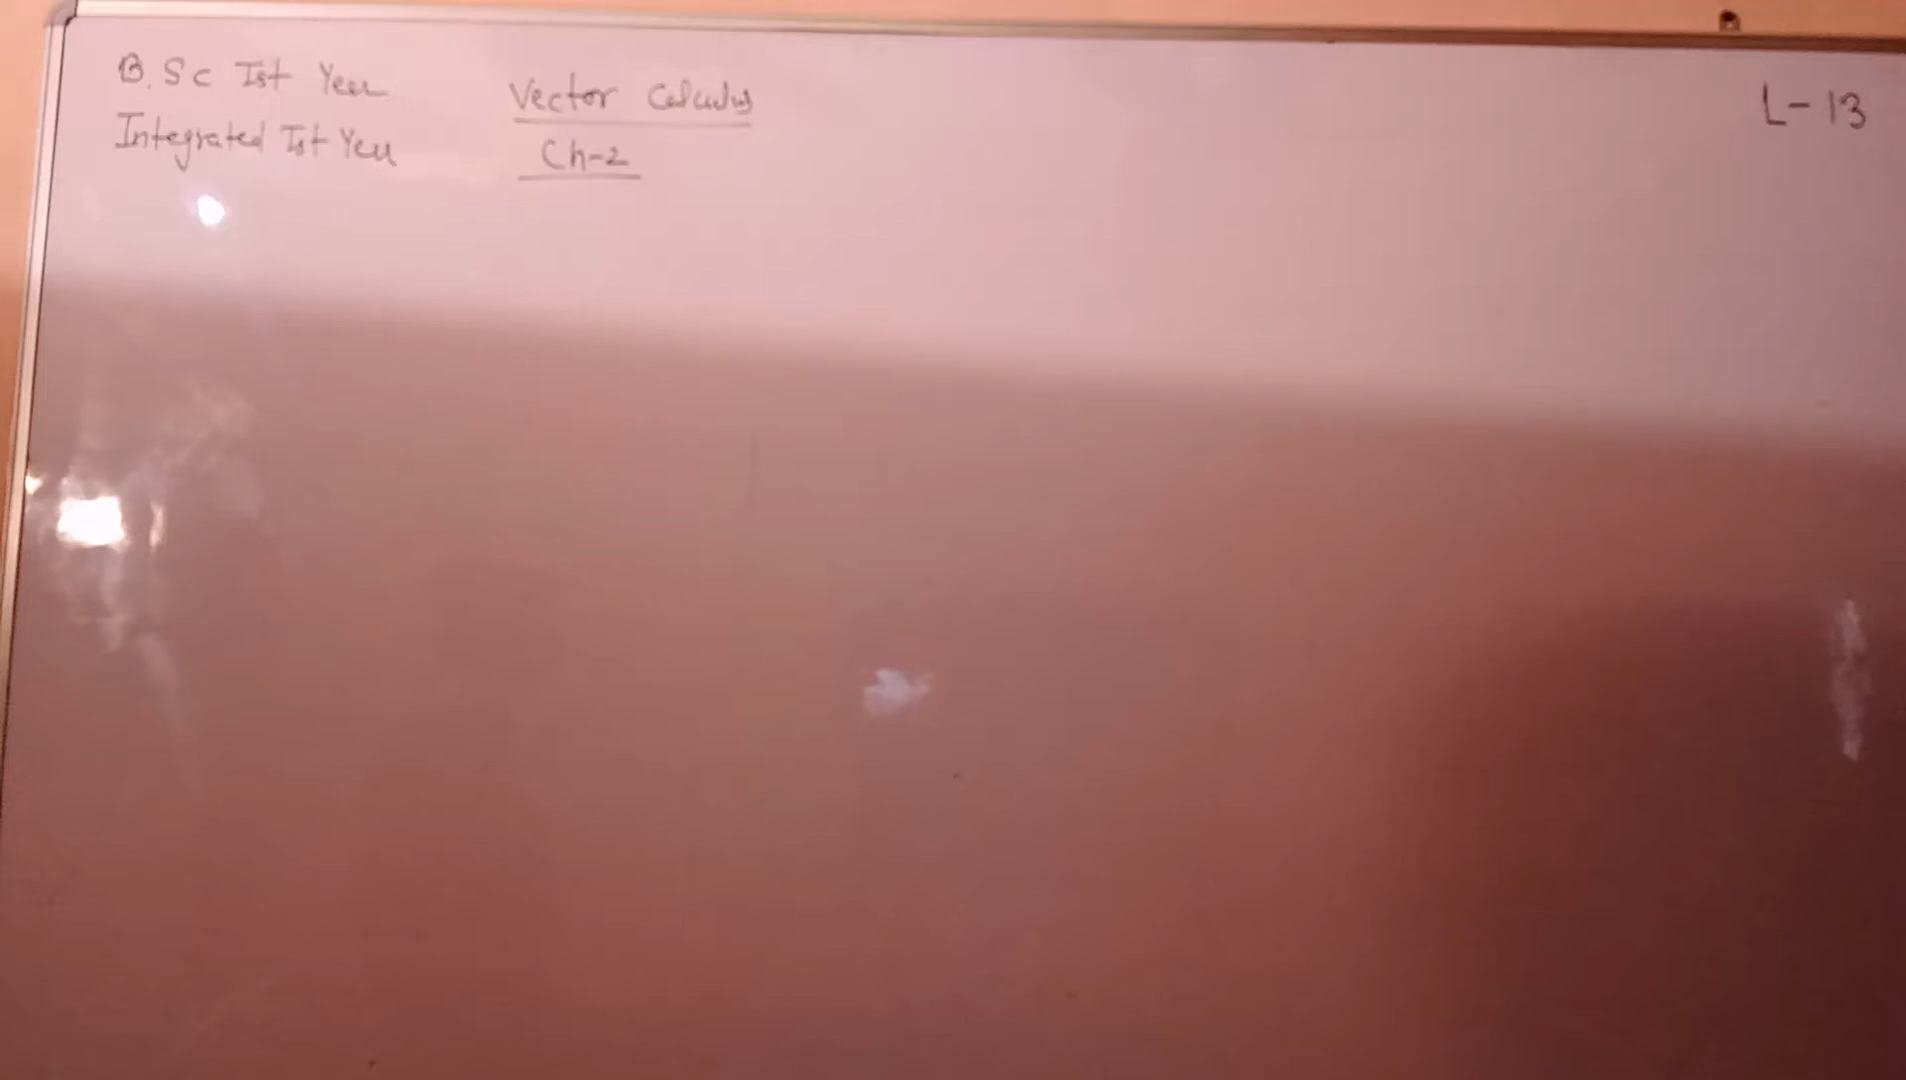 B.Sc Ist Year
Integrated Ist Year
Vector Calculus
Ch-2
L-13